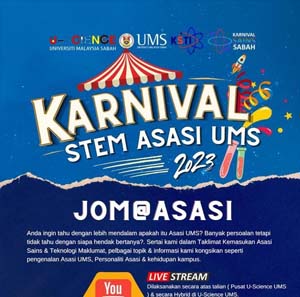 U-SCIENCE
UNIVERSITI MALAYSIA SABAH
UMS
KSTI
KARNIVAL
SAINS
SABAH
KARNIVAL
STEM ASASI UMS
2023
JOM@ASASI
Anda ingin tahu dengan lebih mendalam apakah itu Asasi UMS? Banyak persoalan tetapi
tidak tahu dengan siapa hendak bertanya?. Sertai kami dalam Taklimat Kemasukan Asasi
Sains & Teknologi Maklumat, pelbagai topik & informasi kami kongsikan seperti
pengenalan Asasi UMS, Personaliti Asasi & kehidupan kampus.
You
LIVE STREAM
Dilaksanakan secara atas talian ( Pusat U-Science UMS
) & secara Hybrid di U-Science UMS.